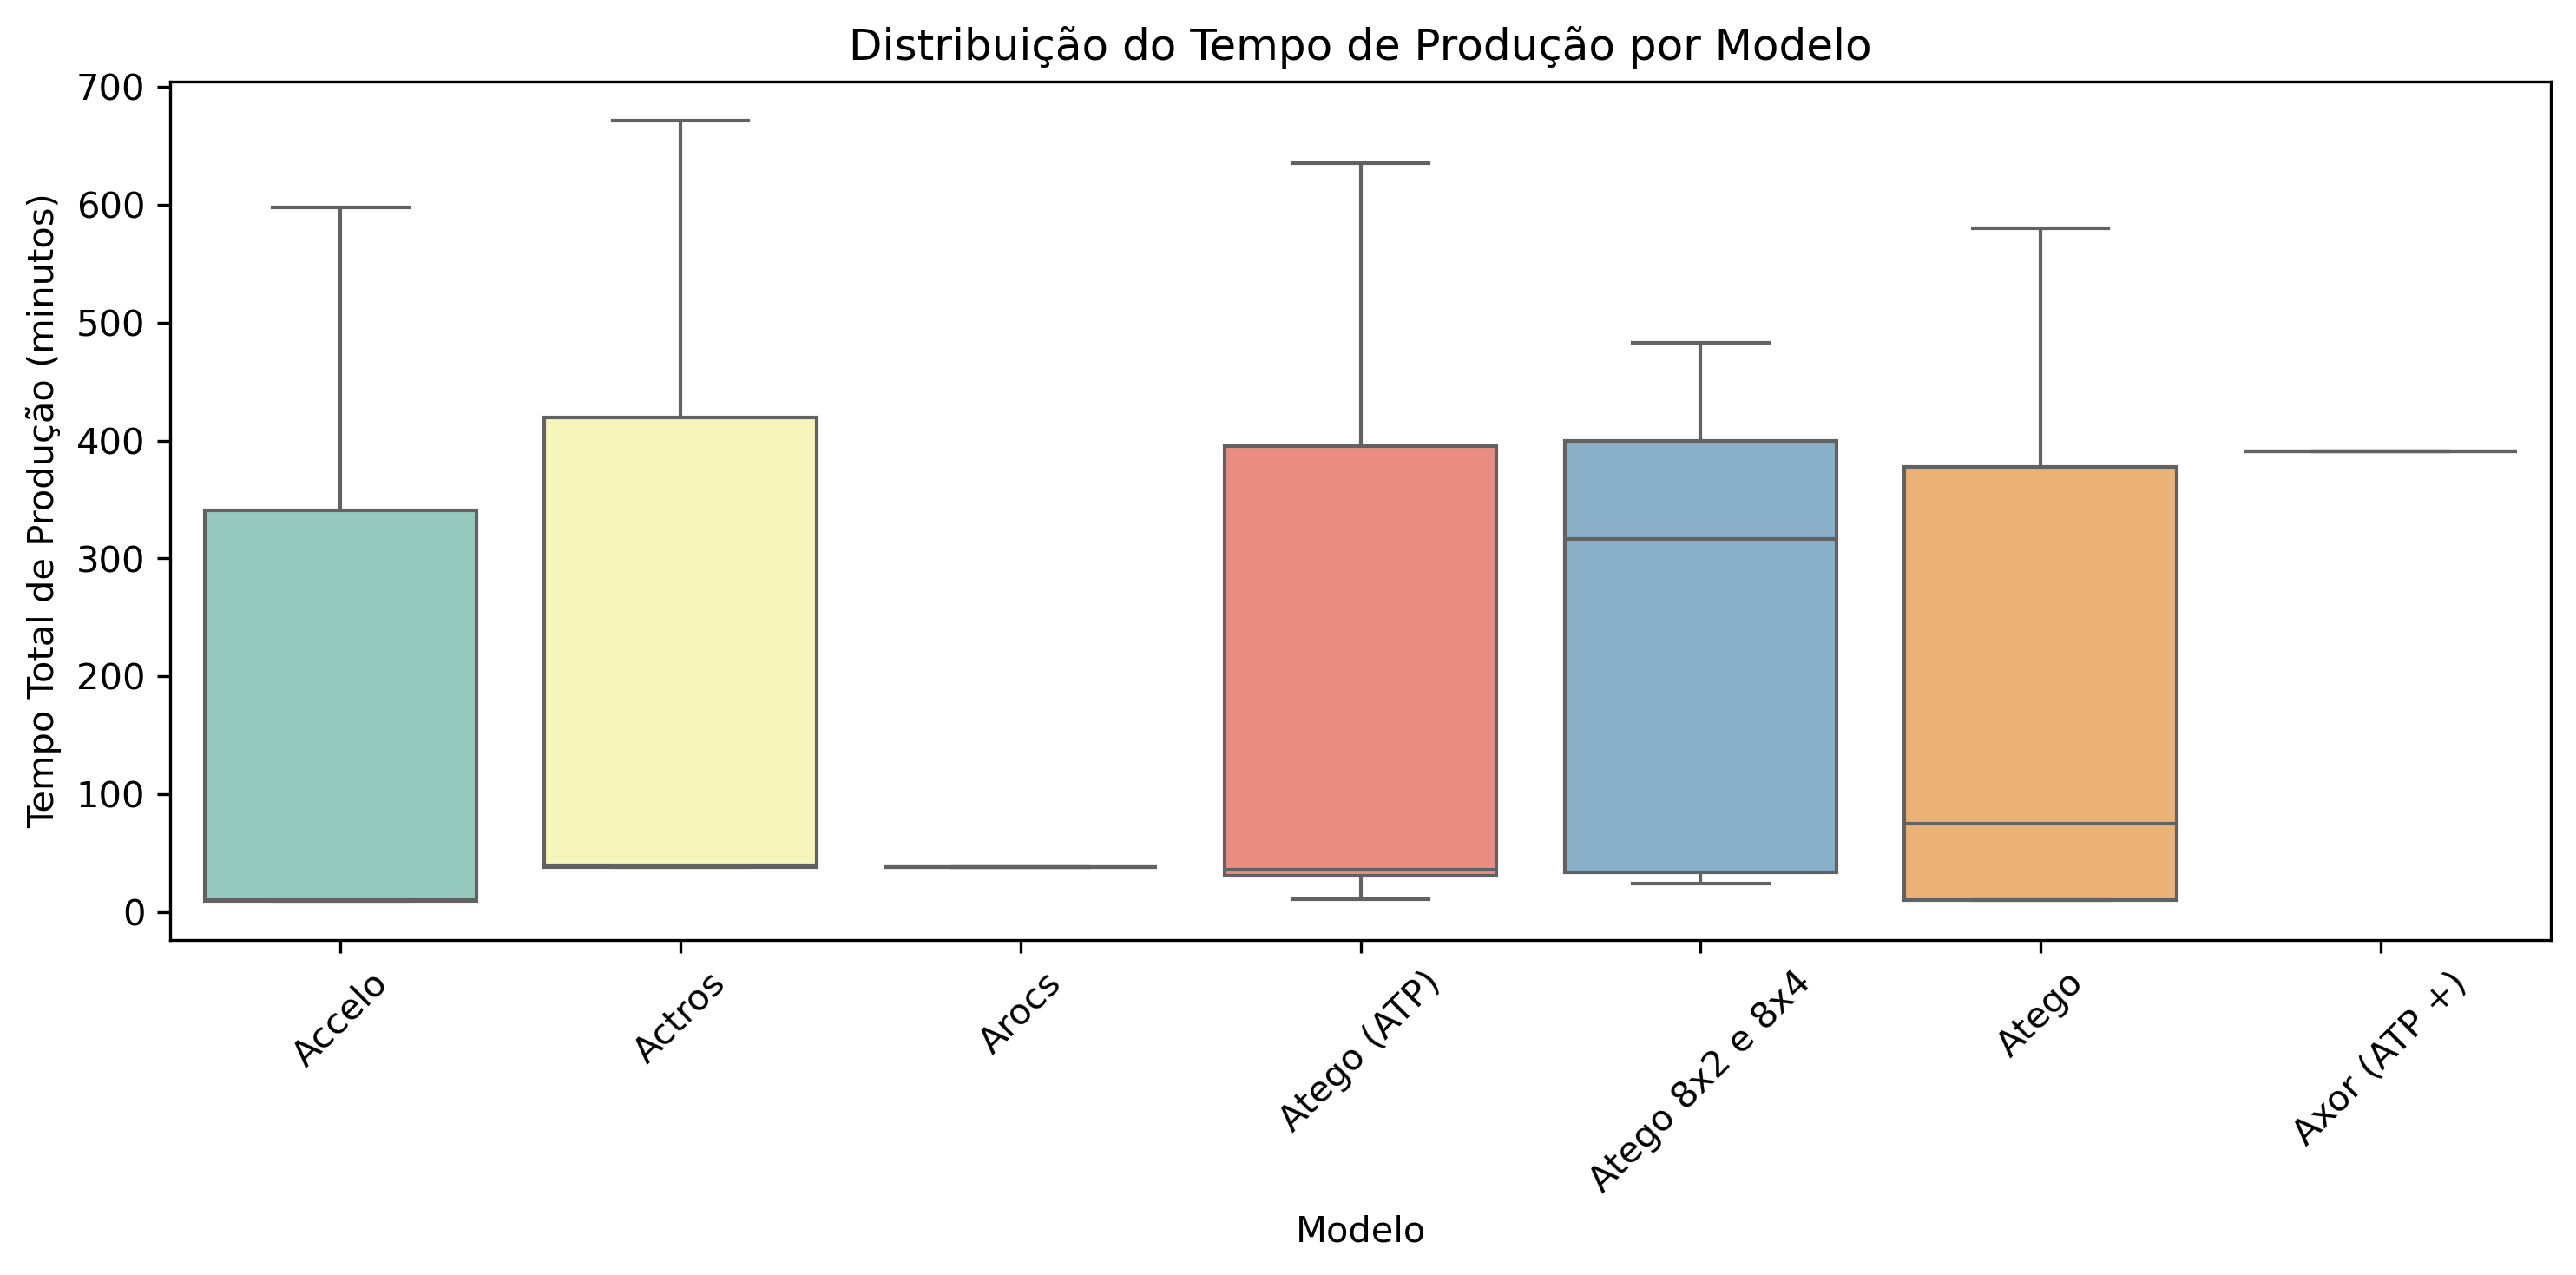 Distribuição do Tempo de Produção por Modelo
Tempo Total de Produção (minutos)
700
600
500
400
300
200
100
0
Accelo
Actros
Arocs
Atego (ATP)
Atego 8x2 e 8x4
Atego
Axor (ATP +)
Modelo